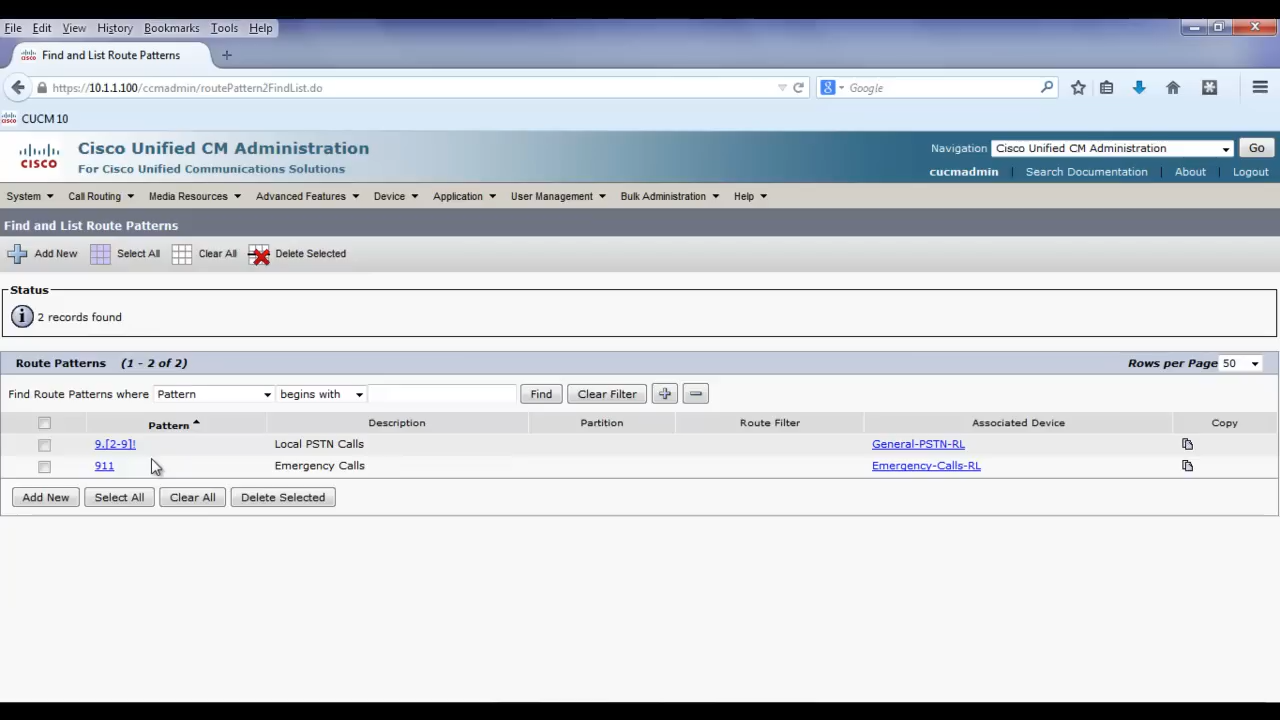 File Edit View History Bookmarks Tools Help
Find and List Route Patterns
https://10.1.1.100/ccmadmin/routePattern2FindList.do Google
CUCM 10
Cisco Unified CM Administration
For Cisco Unified Communications Solutions
CISCO
Navigation Cisco Unified CM Administration Go
cucmadmin Search Documentation About Logout
System Call Routing Media Resources Advanced Features Device Application User Management Bulk Administration Help
Find and List Route Patterns
Add New Select All Clear All Delete Selected
Status
2 records found
Route Patterns (1 - 2 of 2) Rows per Page 50
Find Route Patterns where Pattern begins with Find Clear Filter
Pattern Description Partition Route Filter Associated Device Copy
9.[2-9]! Local PSTN Calls General-PSTN-RL
911 Emergency Calls Emergency-Calls-RL
Add New Select All Clear All Delete Selected